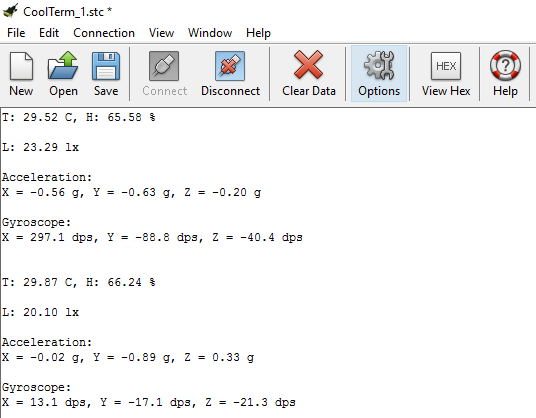 CoolTerm_1.stc *
File Edit Connection View Window Help
HEX
New Open Save Connect Disconnect Clear Data Options View Hex Help
T: 29.52 C, H: 65.58 %
L: 23.29 lx
Acceleration:
X = -0.56 g, Y = -0.63 g, Z = -0.20 g
Gyroscope:
X = 297.1 dps, Y = -88.8 dps, Z = -40.4 dps
T: 29.87 C, H: 66.24 %
L: 20.10 lx
Acceleration:
X = -0.02 g, Y = -0.89 g, Z = 0.33 g
Gyroscope:
X = 13.1 dps, Y = -17.1 dps, Z = -21.3 dps